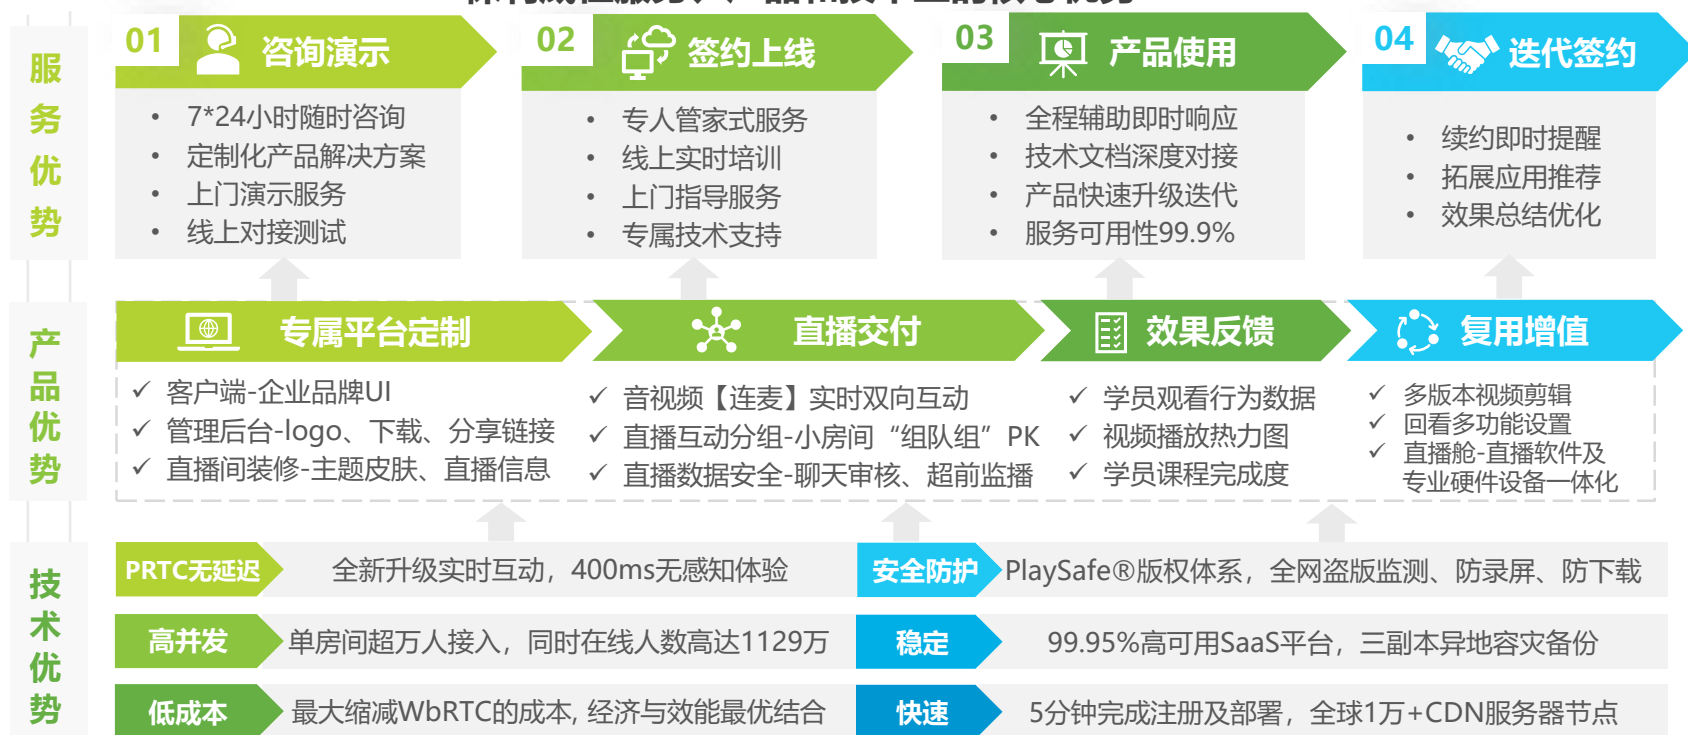 服务优势
01 咨询演示
7*24小时随时咨询
定制化产品解决方案
上门演示服务
线上对接测试
02 签约上线
专人管家式服务
线上实时培训
上门指导服务
专属技术支持
03 产品使用
全程辅助即时响应
技术文档深度对接
产品快速升级迭代
服务可用性99.9%
04 迭代签约
续约即时提醒
拓展应用推荐
效果总结优化
产品优势
专属平台定制
客户端-企业品牌UI
管理后台-logo、下载、分享链接
直播间装修-主题皮肤、直播信息
直播交付
音视频【连麦】实时双向互动
直播互动分组-小房间“组队组”PK
直播数据安全-聊天审核、超前监播
效果反馈
学员观看行为数据
视频播放热力图
学员课程完成度
复用增值
多版本视频剪辑
回看多功能设置
直播舱-直播软件及
专业硬件设备一体化
技术优势
PRTC无延迟 全新升级实时互动，400ms无感知体验
安全防护 PlaySafe®版权体系，全网盗版监测、防录屏、防下载
高并发 单房间超万人接入，同时在线人数高达1129万
稳定 99.95%高可用SaaS平台，三副本异地容灾备份
低成本 最大缩减WbRTC的成本, 经济与效能最优结合
快速 5分钟完成注册及部署，全球1万+CDN服务器节点